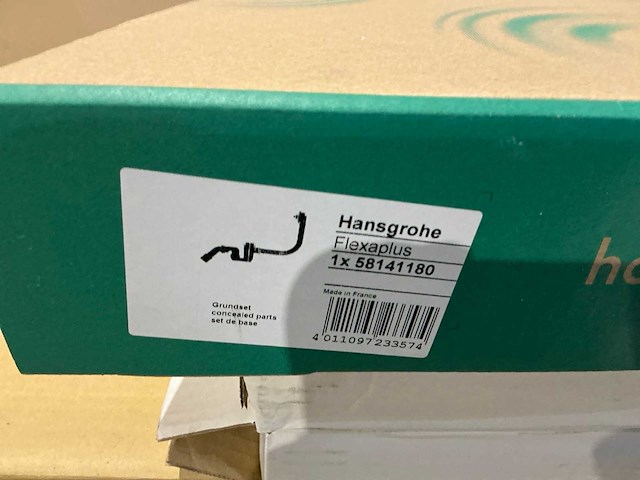 Hansgrohe
Flexaplus
1x 58141180
Made in France
Grundset
concealed parts
set de base
4 011097 233574